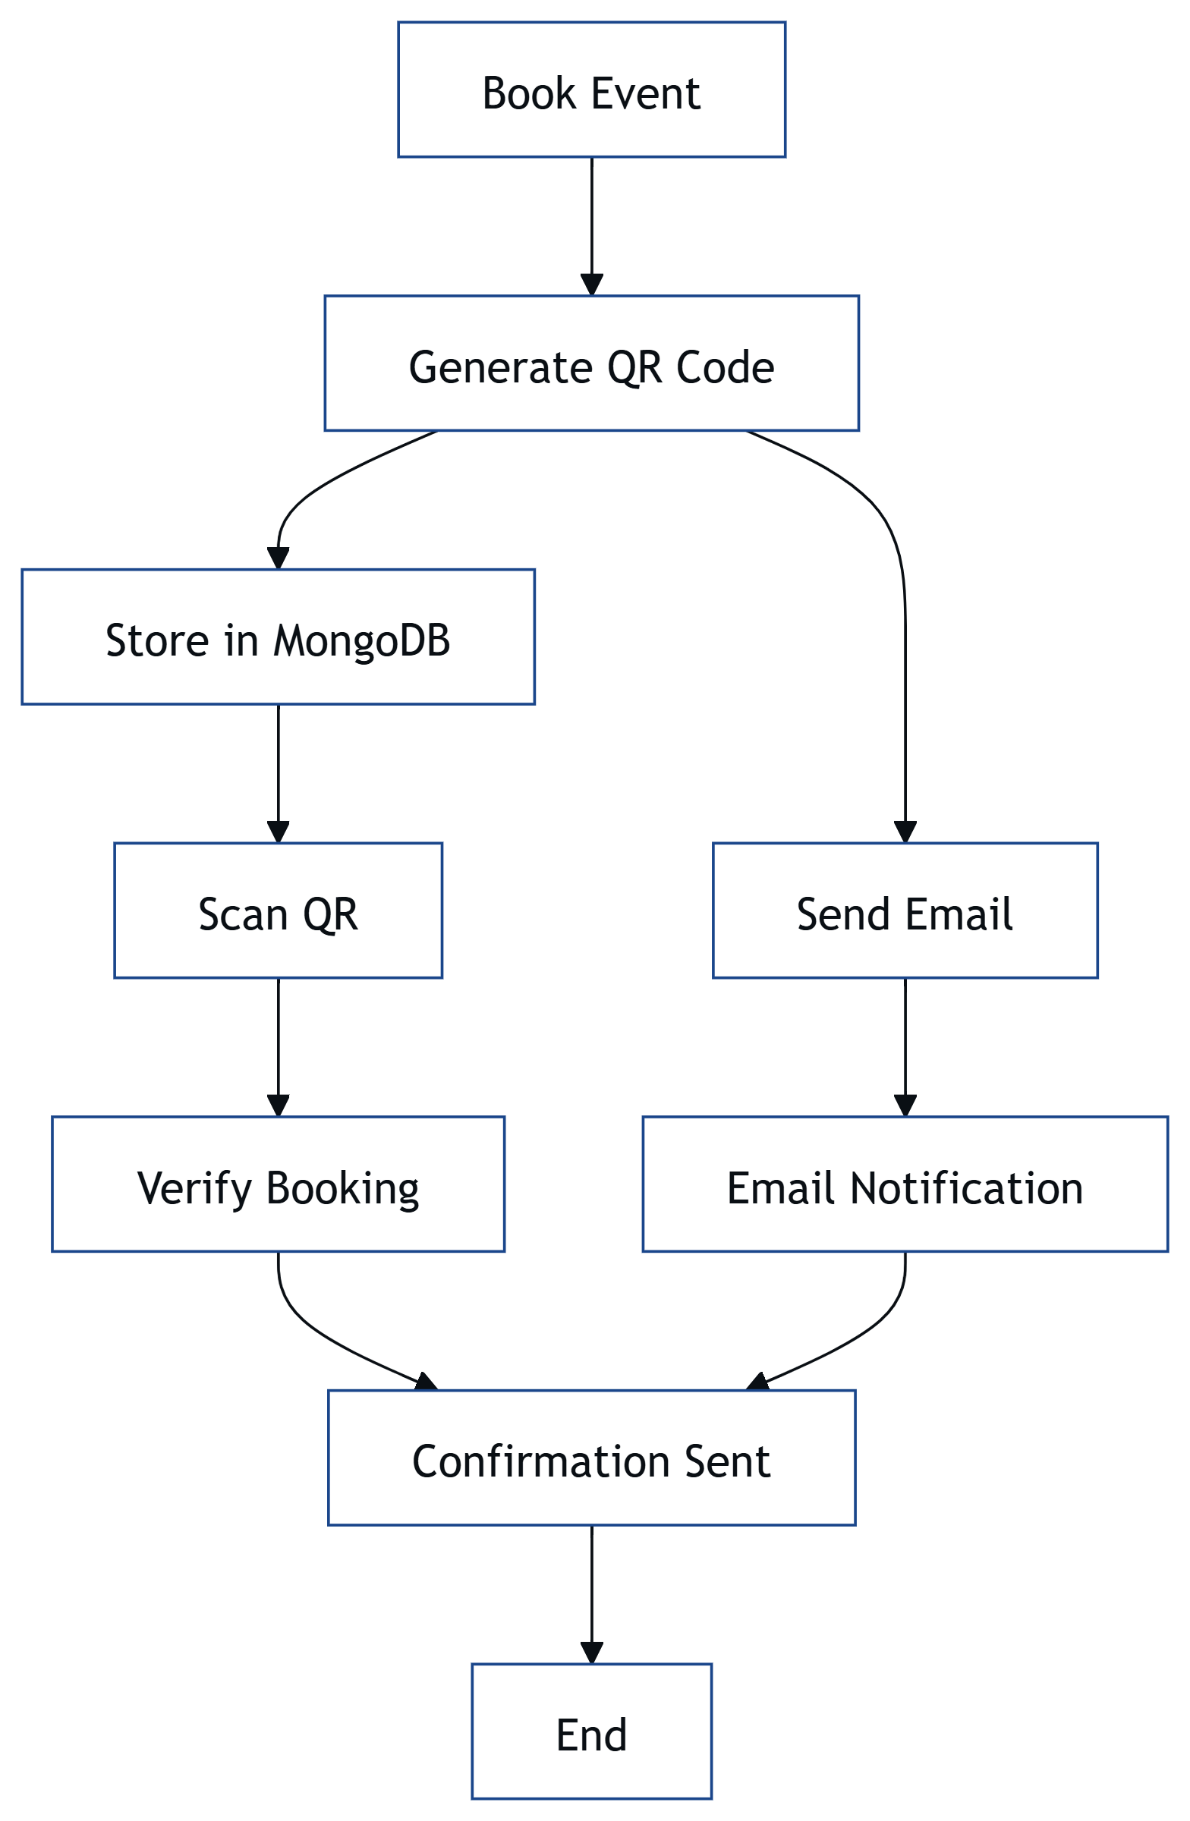 Book Event
Generate QR Code
Store in MongoDB
Scan QR
Send Email
Verify Booking
Email Notification
Confirmation Sent
End